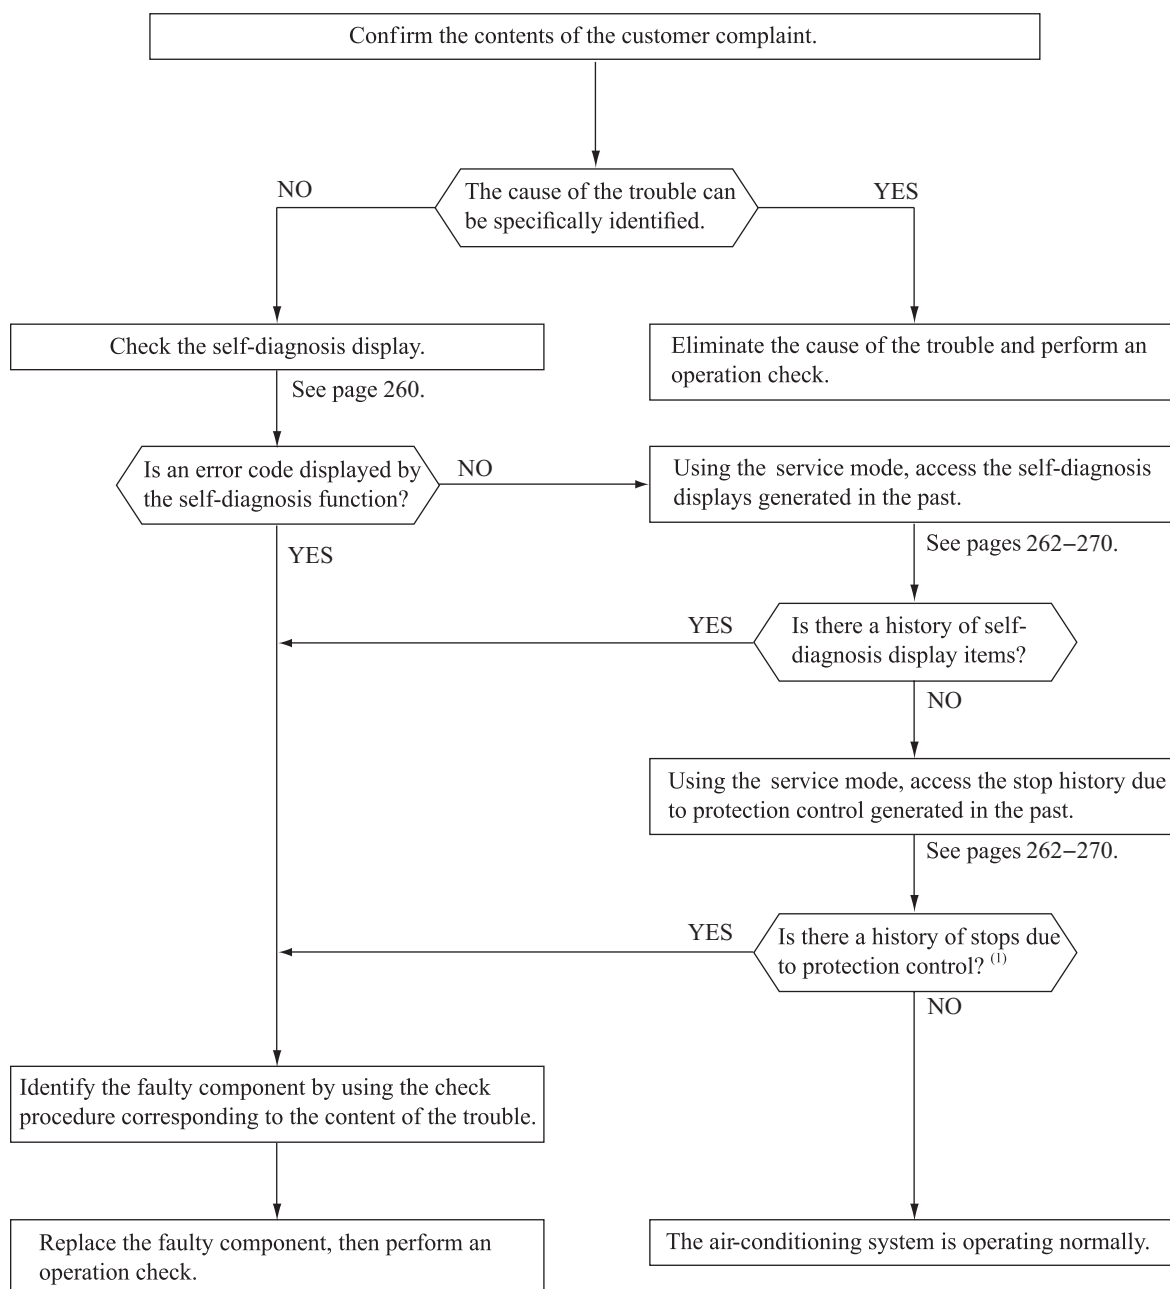 Confirm the contents of the customer complaint.
The cause of the trouble can
be specifically identified.
NO
YES
Check the self-diagnosis display.
See page 260.
Eliminate the cause of the trouble and perform an
operation check.
Is an error code displayed by
the self-diagnosis function?
NO
YES
Using the service mode, access the self-diagnosis
displays generated in the past.
See pages 262–270.
Is there a history of self-
diagnosis display items?
YES
NO
Using the service mode, access the stop history due
to protection control generated in the past.
See pages 262–270.
Is there a history of stops due
to protection control? (1)
YES
NO
Identify the faulty component by using the check
procedure corresponding to the content of the trouble.
Replace the faulty component, then perform an
operation check.
The air-conditioning system is operating normally.